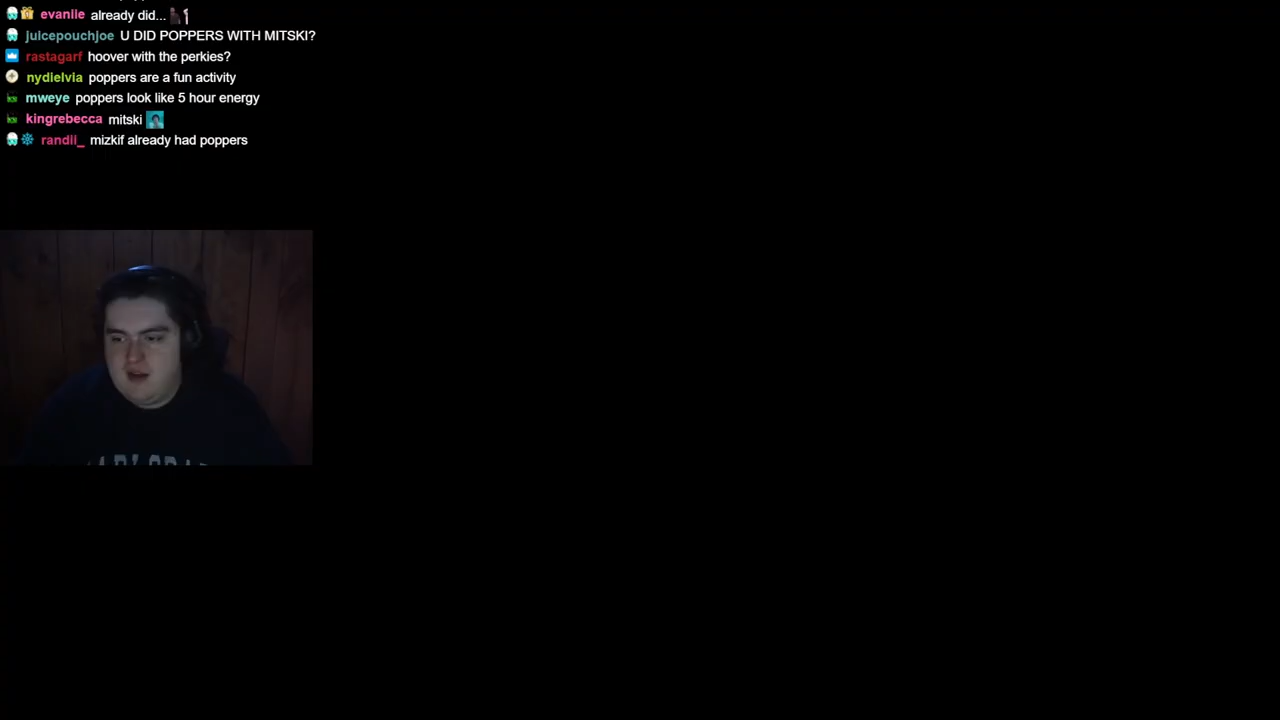 evanile already did...
juicepouchjoe U DID POPPERS WITH MITSKI?
rastagarf hoover with the perkies?
nydielvia poppers are a fun activity
mweye poppers look like 5 hour energy
kingrebecca mitski
randii_ mizkif already had poppers